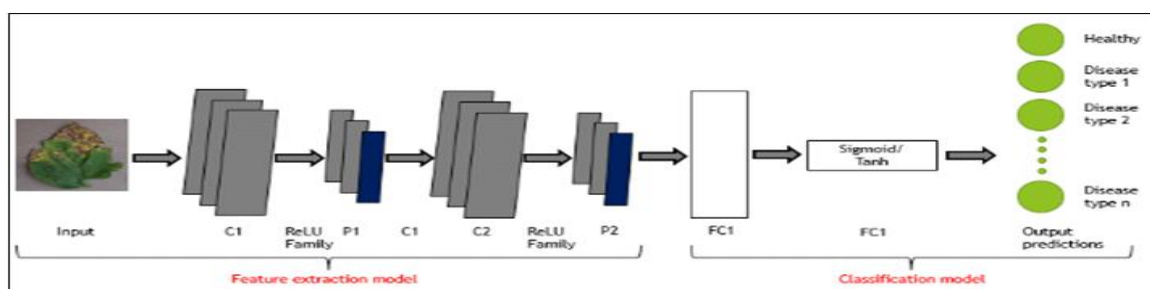 Healthy
Disease
type 1
Disease
type 2
Sigmoid/
Tanh
Disease
type n
Input
C1
ReLU
Family
P1
C1
C2
ReLU
Family
P2
FC1
FC1
Output
predictions
Feature extraction model
Classification model